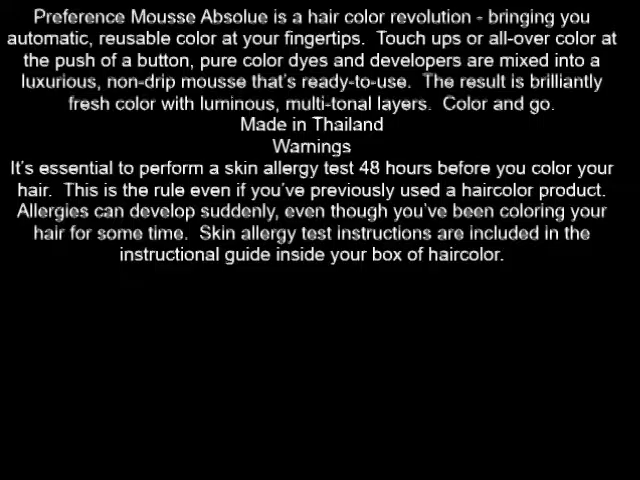 Preference Mousse Absolue is a hair color revolution - bringing you
automatic, reusable color at your fingertips.  Touch ups or all-over color at
the push of a button, pure color dyes and developers are mixed into a
luxurious, non-drip mousse that's ready-to-use.  The result is brilliantly
fresh color with luminous, multi-tonal layers.  Color and go.
Made in Thailand
Warnings
It's essential to perform a skin allergy test 48 hours before you color your
hair.  This is the rule even if you've previously used a haircolor product.
Allergies can develop suddenly, even though you've been coloring your
hair for some time.  Skin allergy test instructions are included in the
instructional guide inside your box of haircolor.